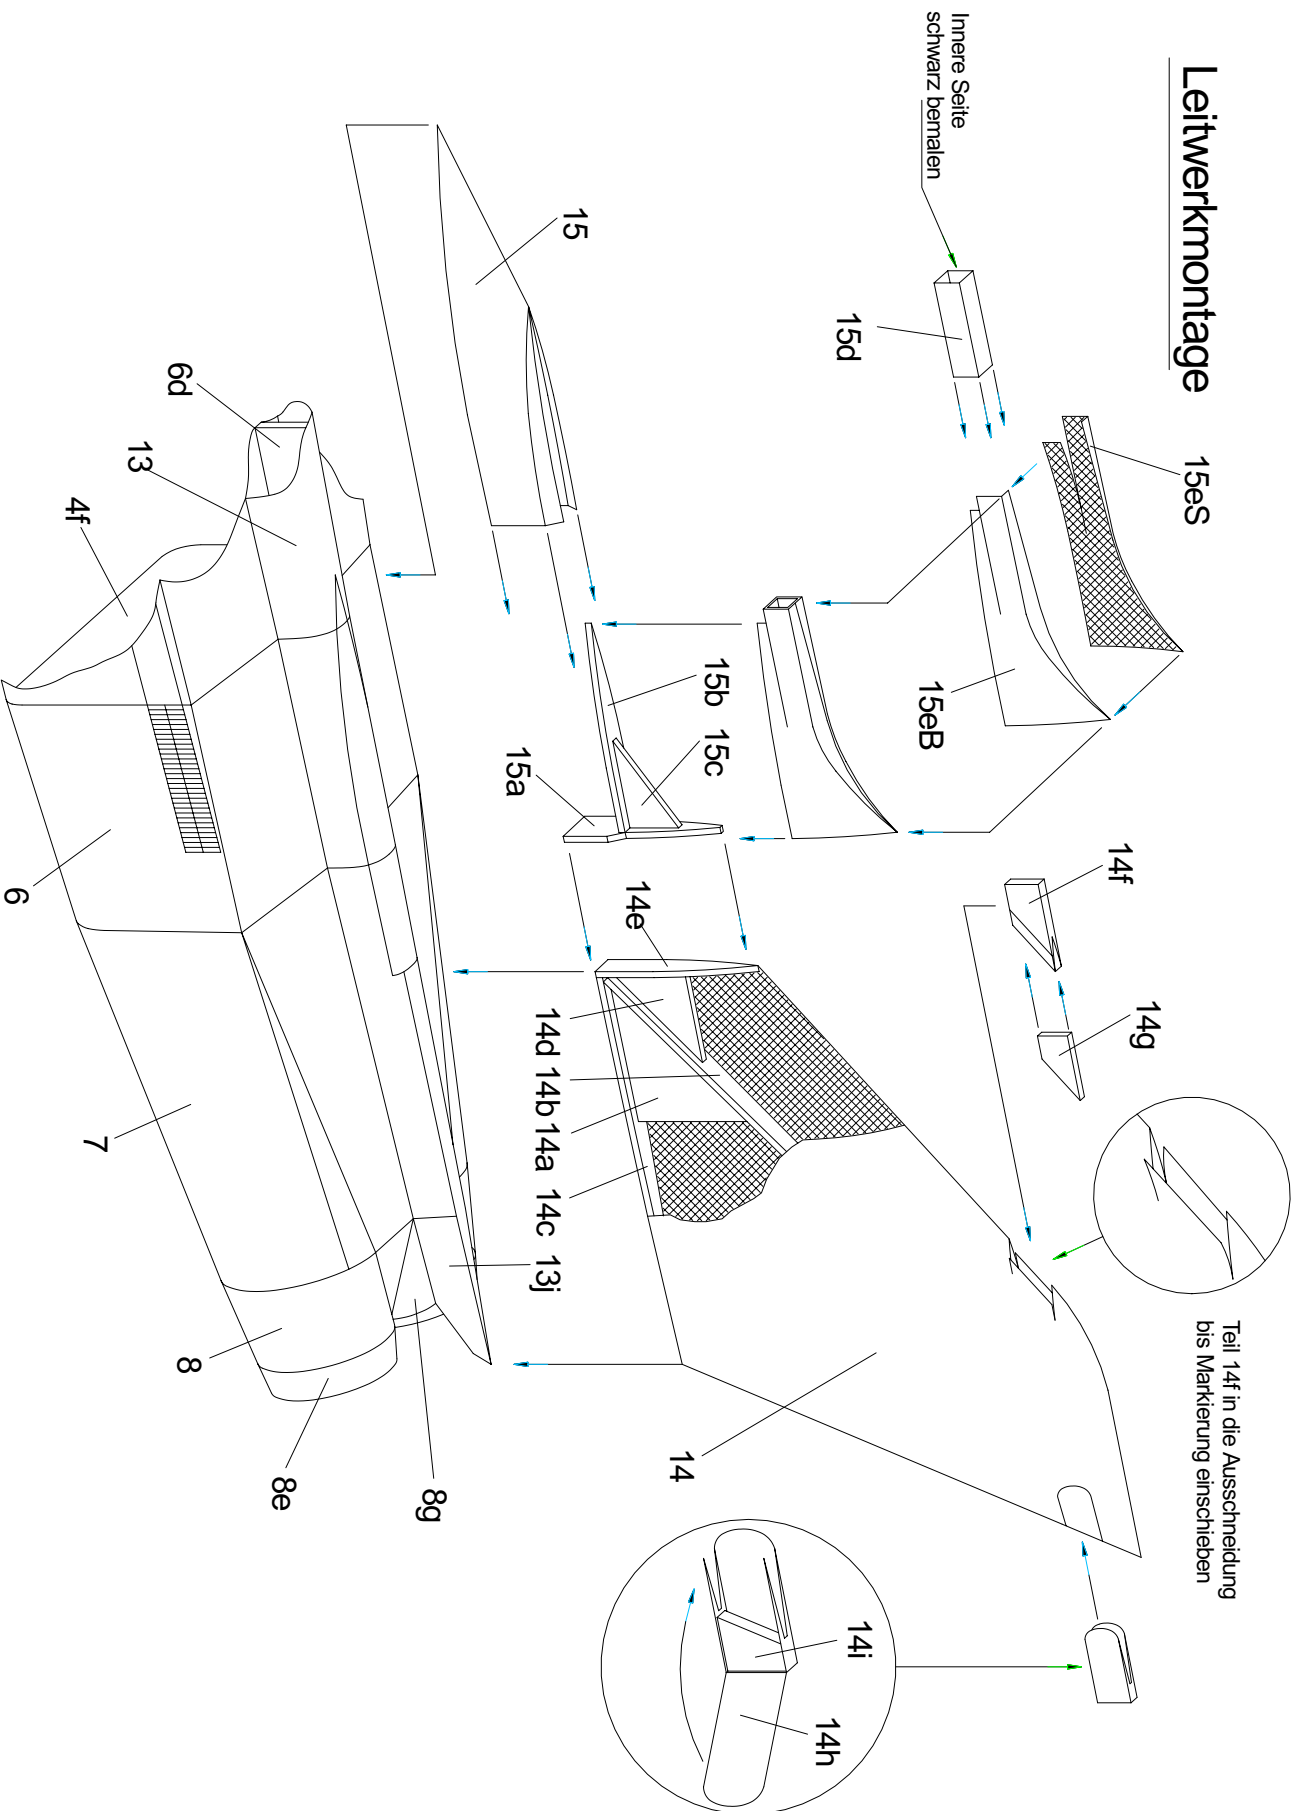 Leitwerkmontage
Innere Seite
schwarz bemalen
15d
15eS
15eB
15
15b
15c
15a
14f
14g
Teil 14f in die Ausschneidung
bis Markierung einschieben
14e
14d
14b
14a
14c
13j
14
14i
14h
6d
13
4f
6
7
8
8e
8g